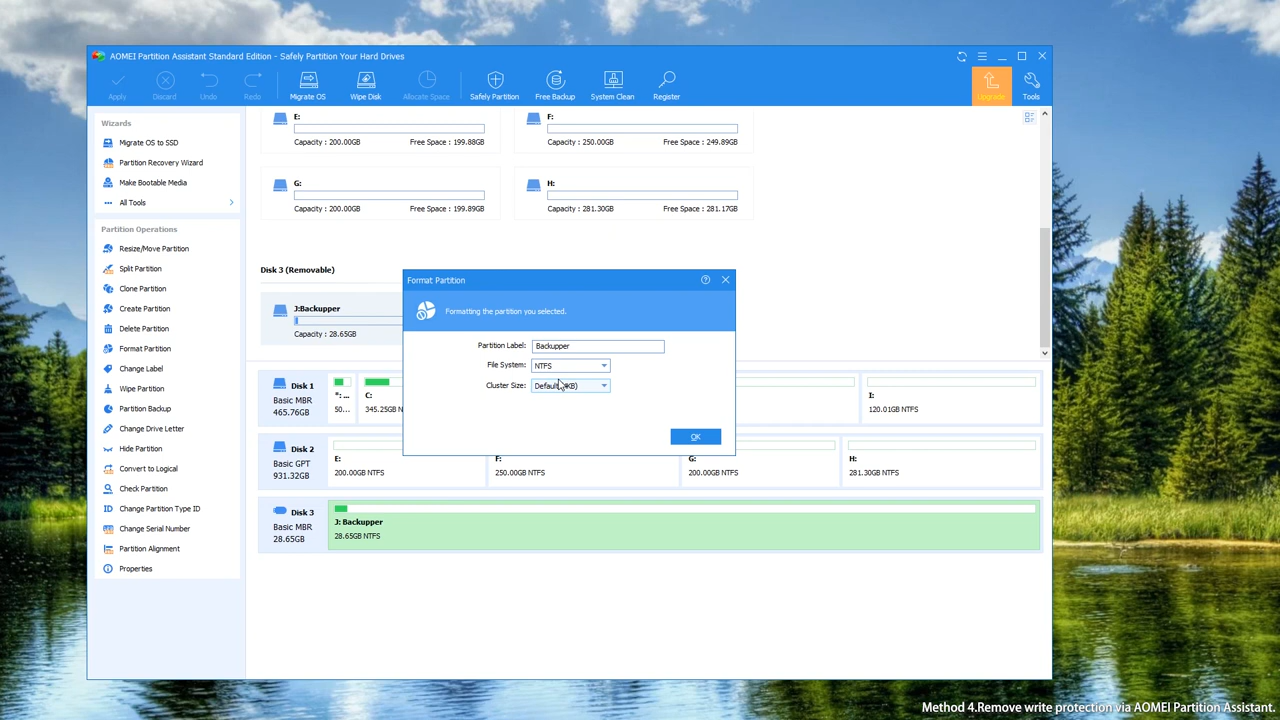 AOMEI Partition Assistant Standard Edition - Safely Partition Your Hard Drives
Apply
Discard
Undo
Redo
Migrate OS
Wipe Disk
Allocate Space
Safely Partition
Free Backup
System Clean
Register
Upgrade
Tools
Wizards
Migrate OS to SSD
Partition Recovery Wizard
Make Bootable Media
All Tools
Partition Operations
Resize/Move Partition
Split Partition
Clone Partition
Create Partition
Delete Partition
Format Partition
Change Label
Wipe Partition
Partition Backup
Change Drive Letter
Hide Partition
Convert to Logical
Check Partition
Change Partition Type ID
Change Serial Number
Partition Alignment
Properties
E:
Capacity : 200.00GB Free Space : 199.88GB
F:
Capacity : 250.00GB Free Space : 249.89GB
G:
Capacity : 200.00GB Free Space : 199.89GB
H:
Capacity : 281.30GB Free Space : 281.17GB
Disk 3 (Removable)
J:Backupper
Capacity : 28.65GB
Format Partition
Formatting the partition you selected.
Partition Label: Backupper
File System: NTFS
Cluster Size: Default(4KB)
OK
Disk 1
Basic MBR
465.76GB
*: ...
50...
C:
345.25GB N
I:
120.01GB NTFS
Disk 2
Basic GPT
931.32GB
E:
200.00GB NTFS
F:
250.00GB NTFS
G:
200.00GB NTFS
H:
281.30GB NTFS
Disk 3
Basic MBR
28.65GB
J: Backupper
28.65GB NTFS
Method 4.Remove write protection via AOMEI Partition Assistant.